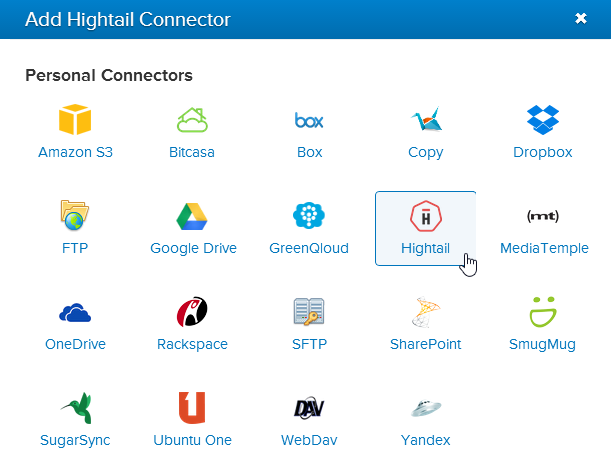 Add Hightail Connector
Personal Connectors
Amazon S3 Bitcasa Box Copy Dropbox
FTP Google Drive GreenQloud Hightail MediaTemple
OneDrive Rackspace SFTP SharePoint SmugMug
SugarSync Ubuntu One WebDav Yandex
box
(mt)
H
DAV